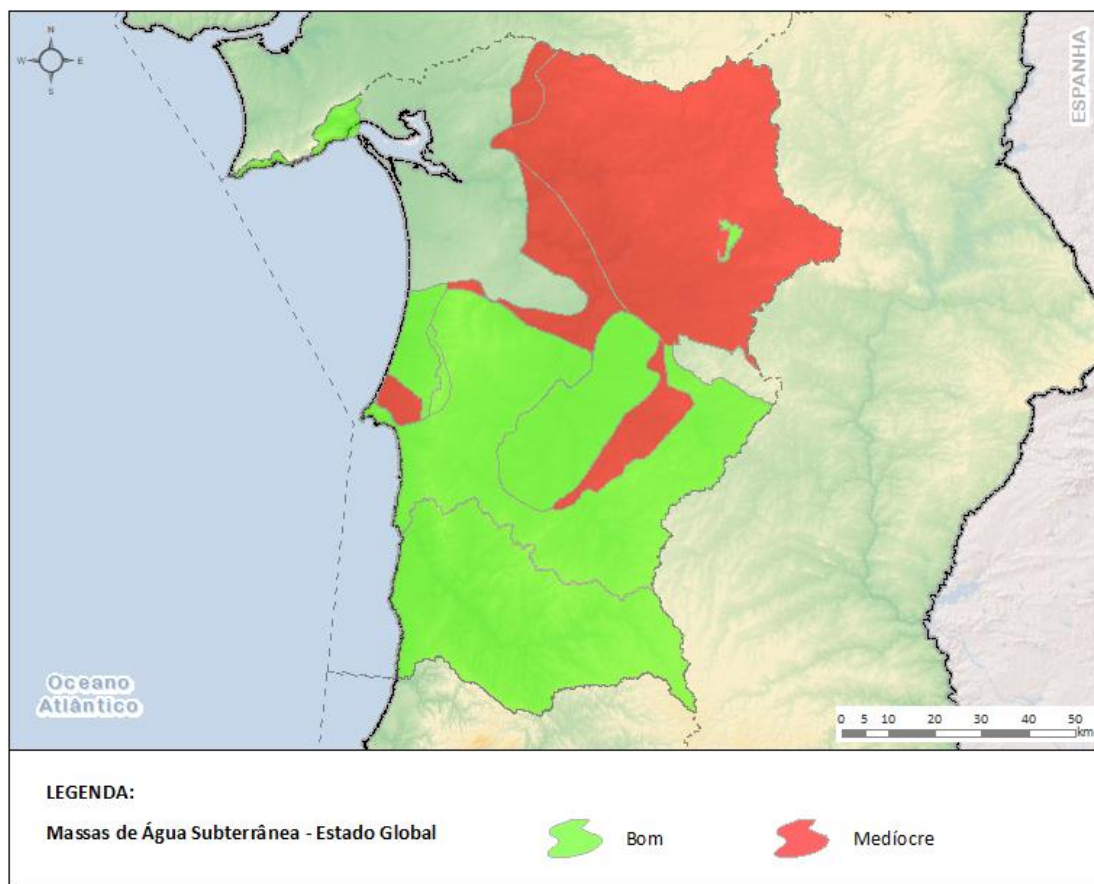 N
W E
S
ESPANHA
Oceano
Atlântico
0 5 10 20 30 40 50
km
LEGENDA:
Massas de Água Subterrânea - Estado Global
Bom
Medíocre